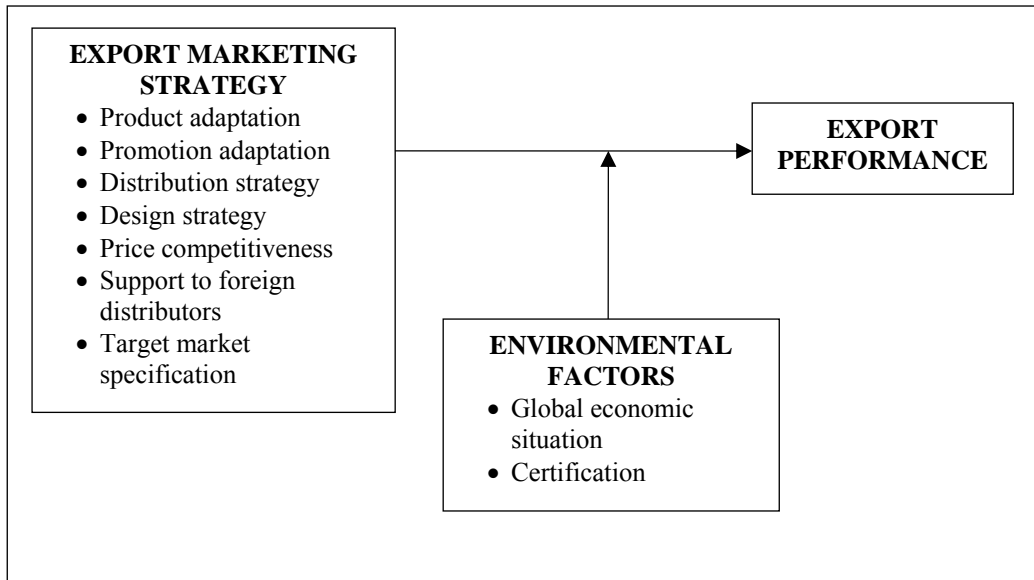 EXPORT MARKETING
STRATEGY
• Product adaptation
• Promotion adaptation
• Distribution strategy
• Design strategy
• Price competitiveness
• Support to foreign
distributors
• Target market
specification
EXPORT
PERFORMANCE
ENVIRONMENTAL
FACTORS
• Global economic
situation
• Certification